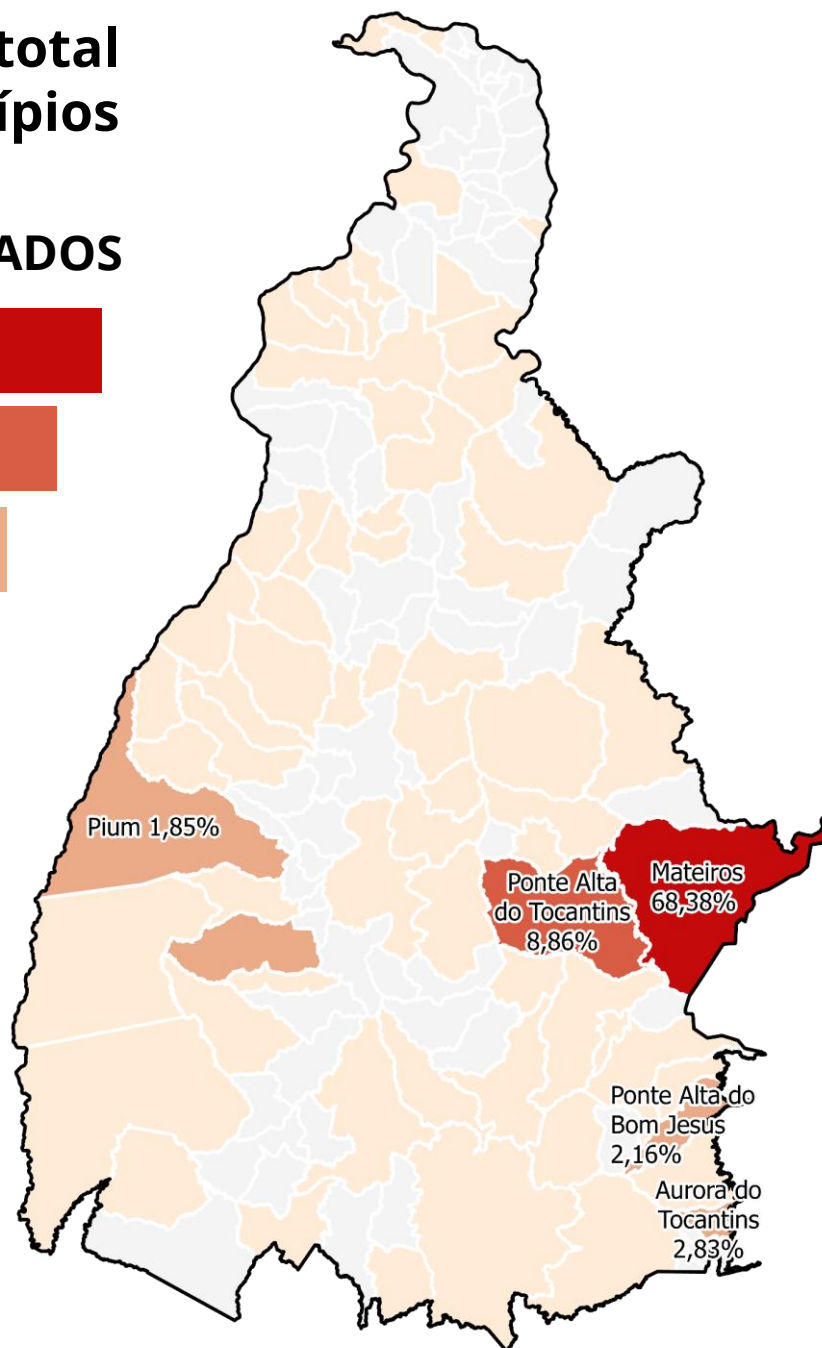 total
ípios
ADOS
Pium 1,85%
Ponte Alta
do Tocantins
8,86%
Mateiros
68,38%
Ponte Alta do
Bom Jesus
2,16%
Aurora do
Tocantins
2,83%